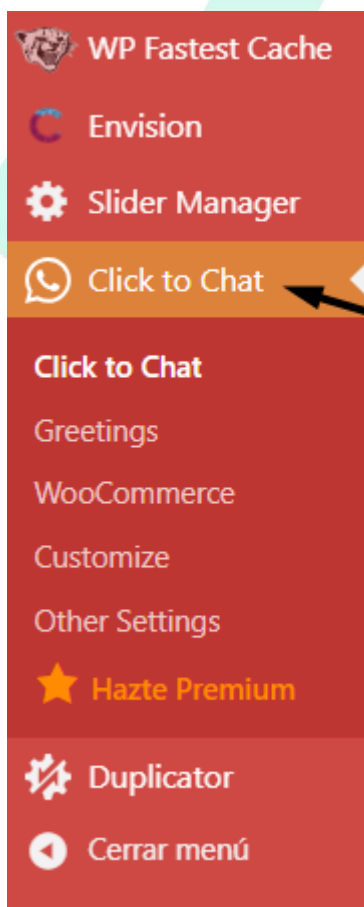 WP Fastest Cache
Envision
Slider Manager
Click to Chat
Click to Chat
Greetings
WooCommerce
Customize
Other Settings
Hazte Premium
Duplicator
Cerrar menú